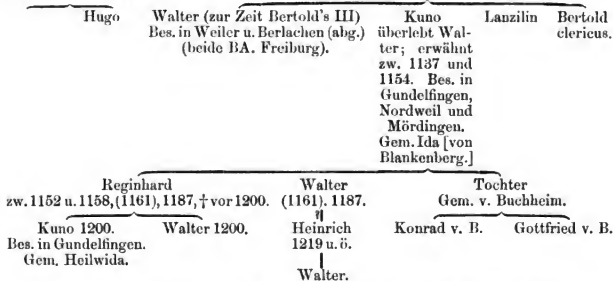 Hugo Walter (zur Zeit Bertold's III) Kuno Lanzilin Bertold
Bes. in Weiler u. Berlachen (abg.) überlebt Wal- clericus.
(beide BA. Freiburg). ter; erwähnt
zw. 1137 und
1154. Bes. in
Gundelfingen,
Nordweil und
Mördingen.
Gem. Ida [von
Blankenberg.]
Reginhard Walter Tochter
zw. 1152 u. 1158, (1161), 1187, † vor 1200. (1161). 1187. Gem. v. Buchheim.
?
Kuno 1200. Walter 1200. Heinrich Konrad v. B. Gottfried v. B.
Bes. in Gundelfingen. 1219 u. ö.
Gem. Heilwida.
Walter.